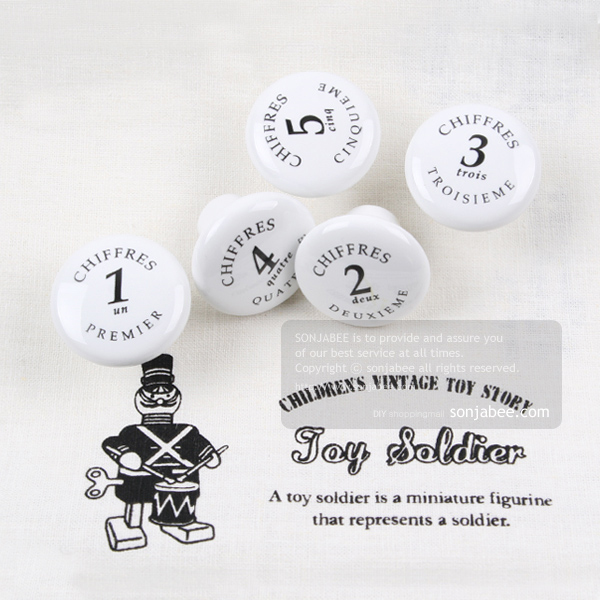 CHIFFRES
5
cinq
CINQUIEME
CHIFFRES
3
trois
TROISIEME
CHIFFRES
4
quatre
CHIFFRES
2
deux
DEUXIEME
CHIFFRES
1
un
PREMIER
SONJABEE is to provide and assure you
of our best service at all times.
Copyright © sonjabee all rights reserved.
CHILDREN'S VINTAGE TOY STORY
DIY shoppingmall sonjabee.com
Toy Soldier
A toy soldier is a miniature figurine
that represents a soldier.